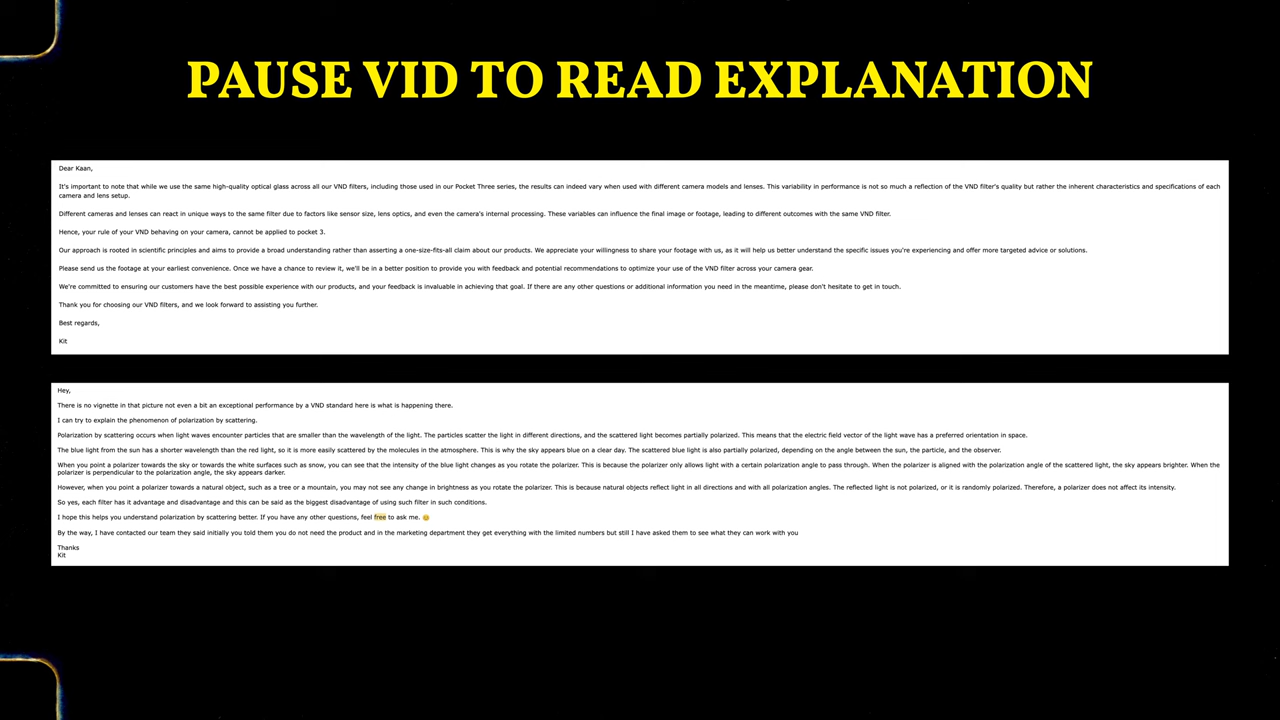 PAUSE VID TO READ EXPLANATION
Dear Kaan,
It's important to note that while we use the same high-quality optical glass across all our VND filters, including those used in our Pocket Three series, the results can indeed vary when used with different camera models and lenses. This variability in performance is not so much a reflection of the VND filter's quality but rather the inherent characteristics and specifications of each
camera and lens setup.
Different cameras and lenses can react in unique ways to the same filter due to factors like sensor size, lens optics, and even the camera's internal processing. These variables can influence the final image or footage, leading to different outcomes with the same VND filter.
Hence, your rule of your VND behaving on your camera, cannot be applied to pocket 3.
Our approach is rooted in scientific principles and aims to provide a broad understanding rather than asserting a one-size-fits-all claim about our products. We appreciate your willingness to share your footage with us, as it will help us better understand the specific issues you're experiencing and offer more targeted advice or solutions.
Please send us the footage at your earliest convenience. Once we have a chance to review it, we'll be in a better position to provide you with feedback and potential recommendations to optimize your use of the VND filter across your camera gear.
We're committed to ensuring our customers have the best possible experience with our products, and your feedback is invaluable in achieving that goal. If there are any other questions or additional information you need in the meantime, please don't hesitate to get in touch.
Thank you for choosing our VND filters, and we look forward to assisting you further.
Best regards,
Kit
Hey,
There is no vignette in that picture not even a bit an exceptional performance by a VND standard here is what is happening there.
I can try to explain the phenomenon of polarization by scattering.
Polarization by scattering occurs when light waves encounter particles that are smaller than the wavelength of the light. The particles scatter the light in different directions, and the scattered light becomes partially polarized. This means that the electric field vector of the light wave has a preferred orientation in space.
The blue light from the sun has a shorter wavelength than the red light, so it is more easily scattered by the molecules in the atmosphere. This is why the sky appears blue on a clear day. The scattered blue light is also partially polarized, depending on the angle between the sun, the particle, and the observer.
When you point a polarizer towards the sky or towards the white surfaces such as snow, you can see that the intensity of the blue light changes as you rotate the polarizer. This is because the polarizer only allows light with a certain polarization angle to pass through. When the polarizer is aligned with the polarization angle of the scattered light, the sky appears brighter. When the
polarizer is perpendicular to the polarization angle, the sky appears darker.
However, when you point a polarizer towards a natural object, such as a tree or a mountain, you may not see any change in brightness as you rotate the polarizer. This is because natural objects reflect light in all directions and with all polarization angles. The reflected light is not polarized, or it is randomly polarized. Therefore, a polarizer does not affect its intensity.
So yes, each filter has it advantage and disadvantage and this can be said as the biggest disadvantage of using such filter in such conditions.
I hope this helps you understand polarization by scattering better. If you have any other questions, feel free to ask me. 😊
By the way, I have contacted our team they said initially you told them you do not need the product and in the marketing department they get everything with the limited numbers but still I have asked them to see what they can work with you
Thanks
Kit